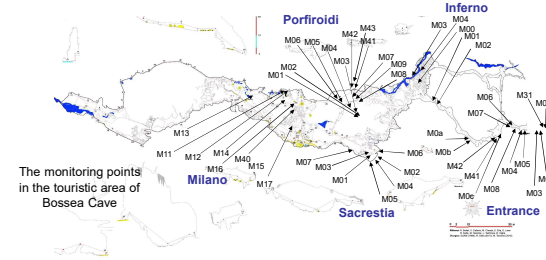 Inferno
Porfiroidi
M43
M42
M41
M04
M00
M01
M02
M06
M05
M04
M03
M07
M09
M08
M02
M01
M06
M07
M31
M13
M11
M12
M14
M16
M40
M15
M17
Milano
M07
M03
M01
M06
M02
M04
M05
Sacrestia
M0a
M0b
M42
M41
M0e
M08
M04
M05
M03
Entrance
The monitoring points
in the touristic area of
Bossea Cave